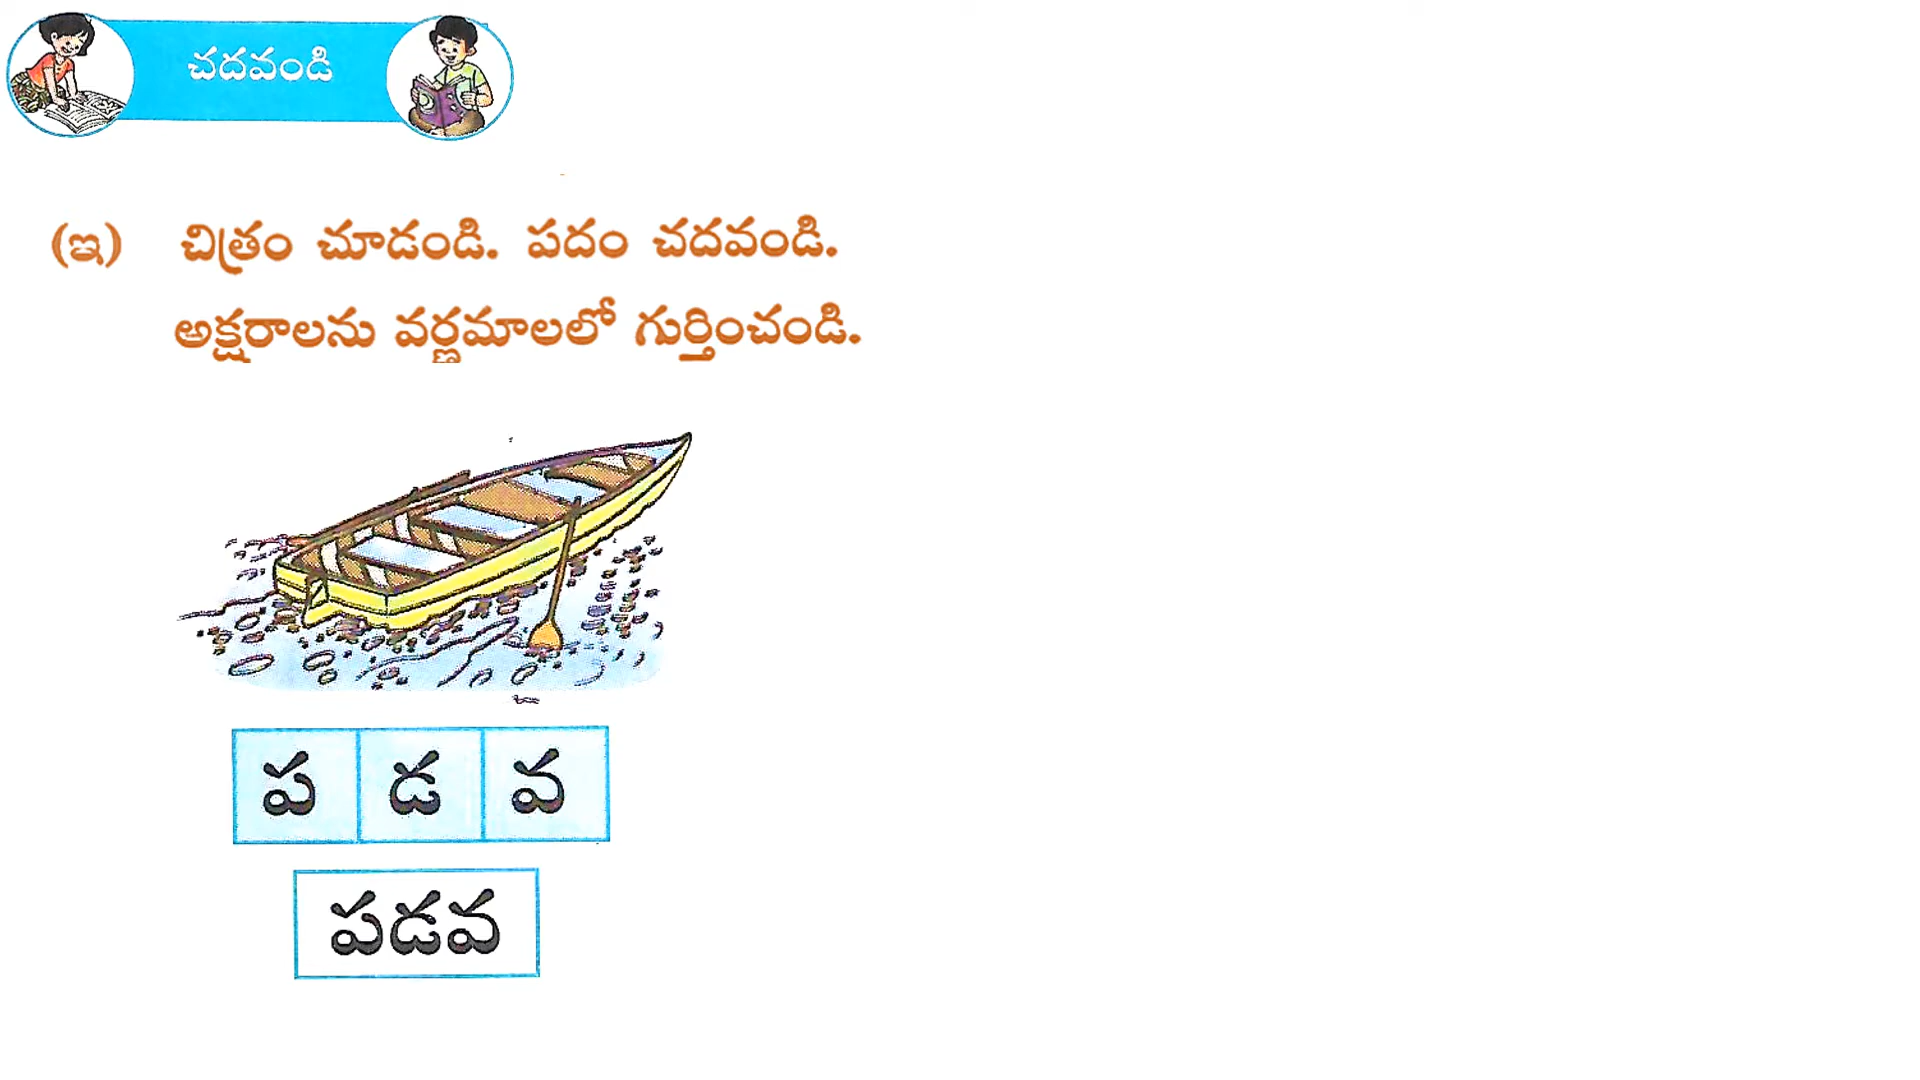 చదవండి
(ఇ) చిత్రం చూడండి. పదం చదవండి.
అక్షరాలను వర్ణమాలలో గుర్తించండి.
ప డ వ
పడవ